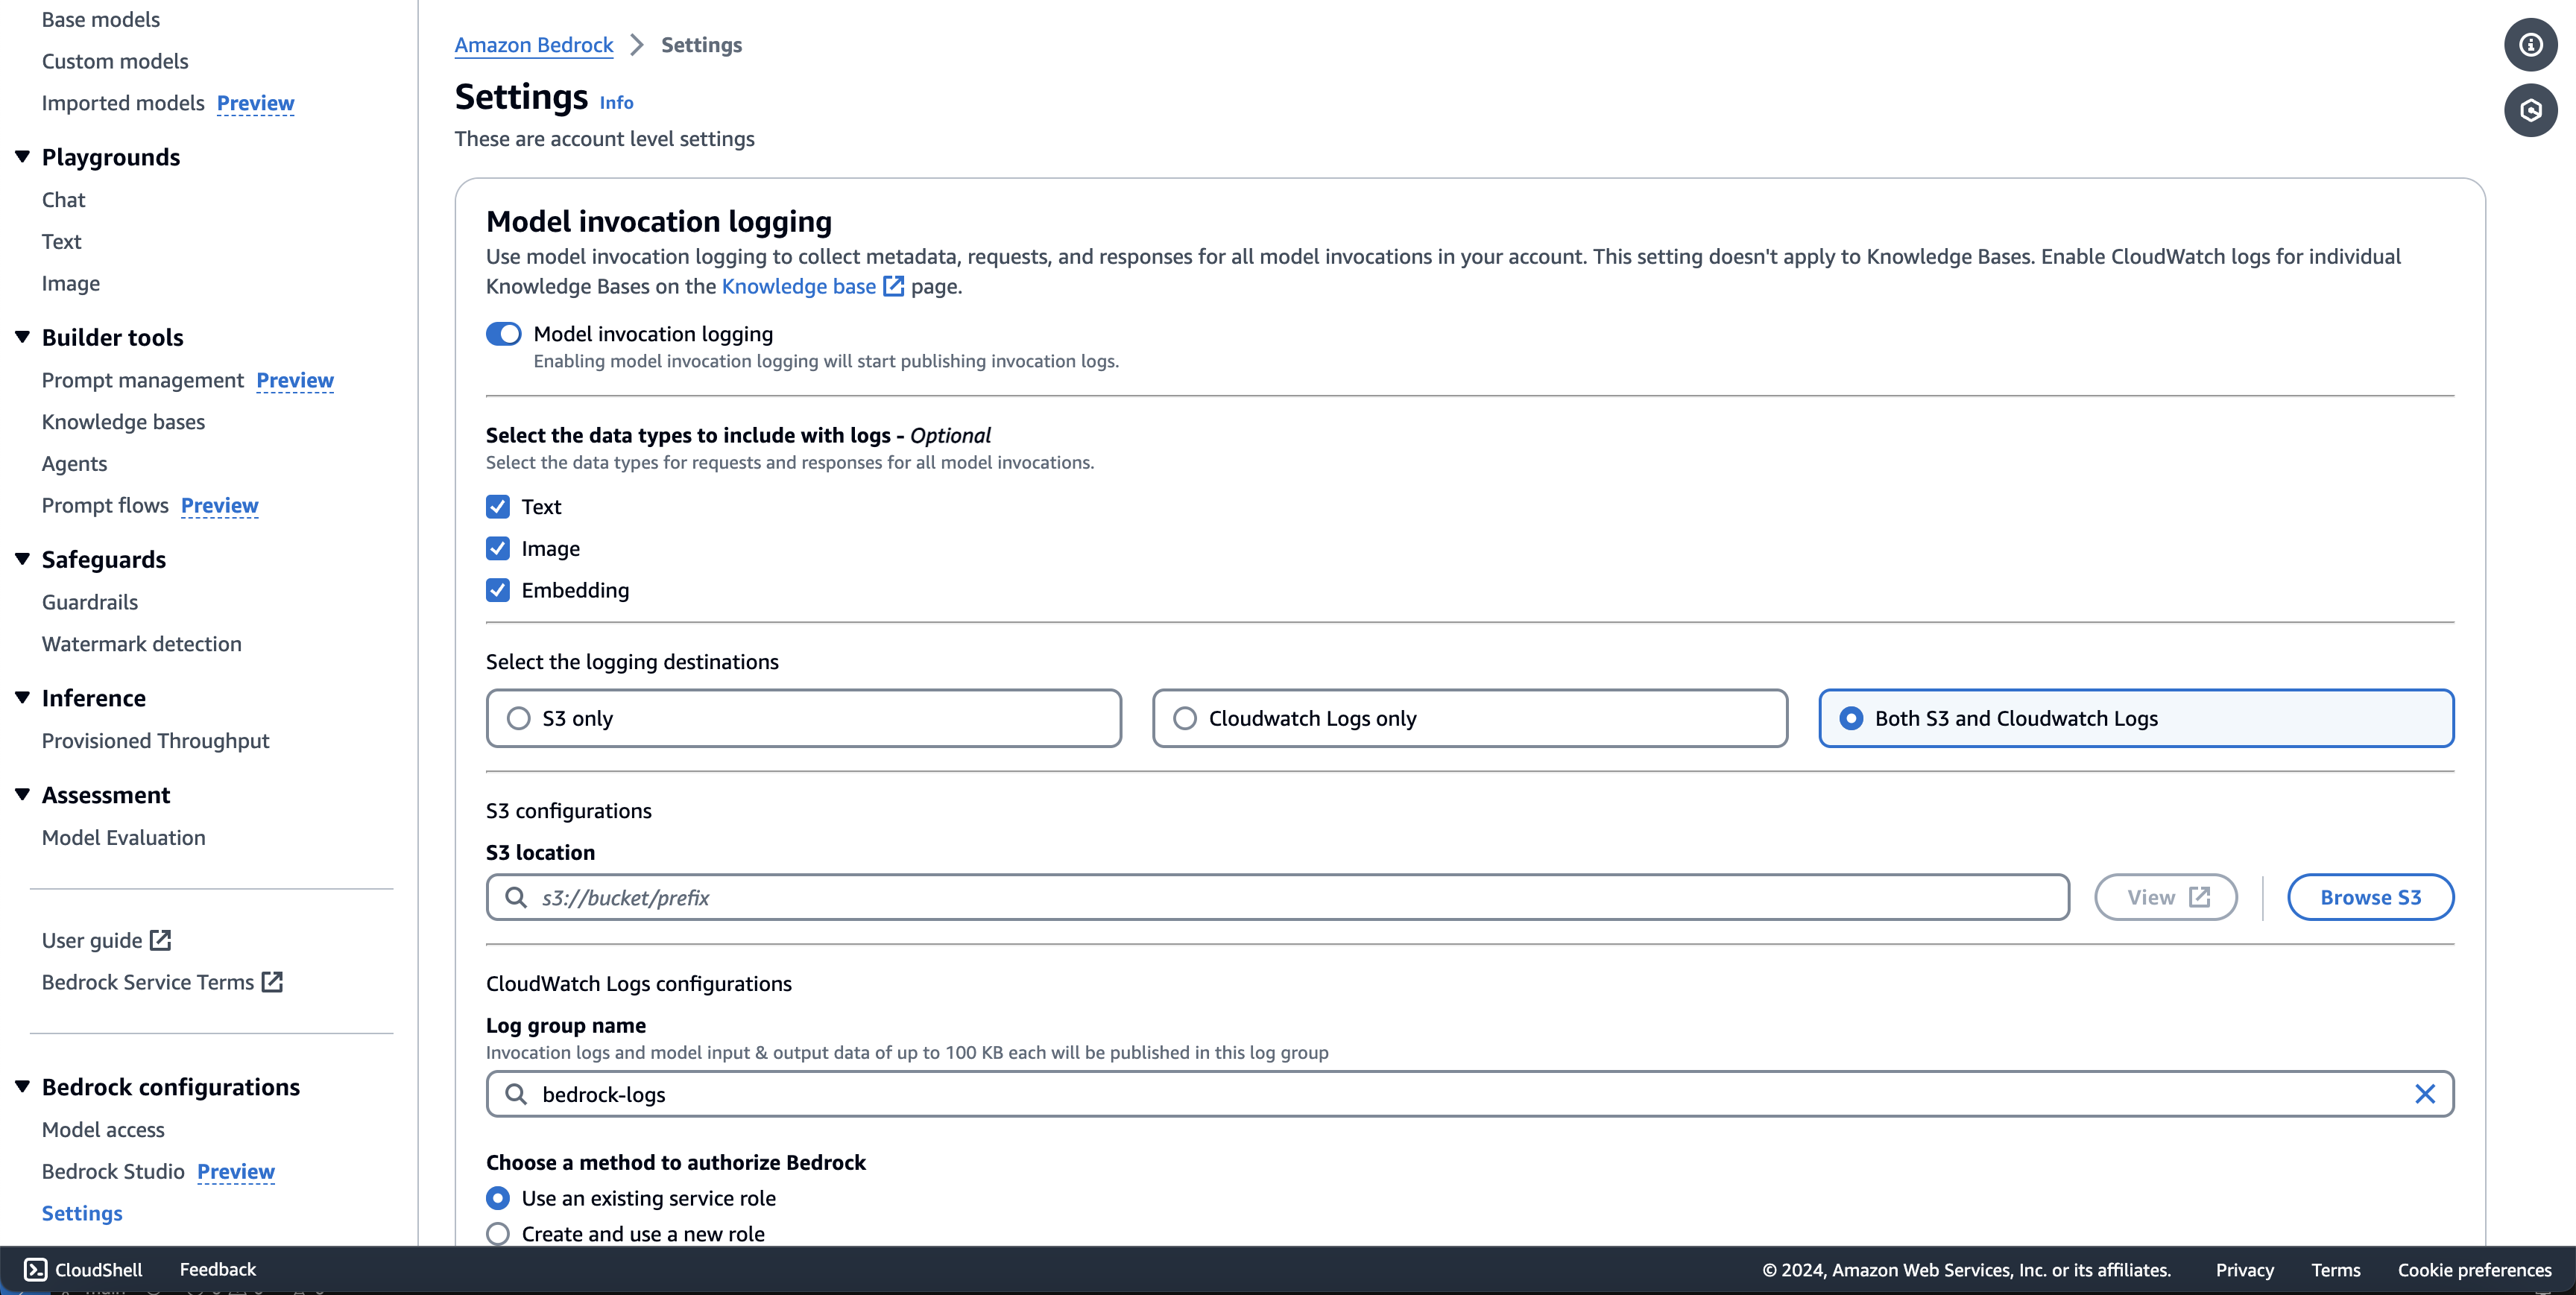 Base models
Custom models
Imported models Preview
Playgrounds
Chat
Text
Image
Builder tools
Prompt management Preview
Knowledge bases
Agents
Prompt flows Preview
Safeguards
Guardrails
Watermark detection
Inference
Provisioned Throughput
Assessment
Model Evaluation
User guide
Bedrock Service Terms
Bedrock configurations
Model access
Bedrock Studio Preview
Settings
Amazon Bedrock Settings
Settings Info
These are account level settings
Model invocation logging
Use model invocation logging to collect metadata, requests, and responses for all model invocations in your account. This setting doesn't apply to Knowledge Bases. Enable CloudWatch logs for individual
Knowledge Bases on the Knowledge base page.
Model invocation logging
Enabling model invocation logging will start publishing invocation logs.
Select the data types to include with logs - Optional
Select the data types for requests and responses for all model invocations.
Text
Image
Embedding
Select the logging destinations
S3 only Cloudwatch Logs only Both S3 and Cloudwatch Logs
S3 configurations
S3 location
s3://bucket/prefix View Browse S3
CloudWatch Logs configurations
Log group name
Invocation logs and model input & output data of up to 100 KB each will be published in this log group
bedrock-logs
Choose a method to authorize Bedrock
Use an existing service role
Create and use a new role
CloudShell Feedback © 2024, Amazon Web Services, Inc. or its affiliates. Privacy Terms Cookie preferences